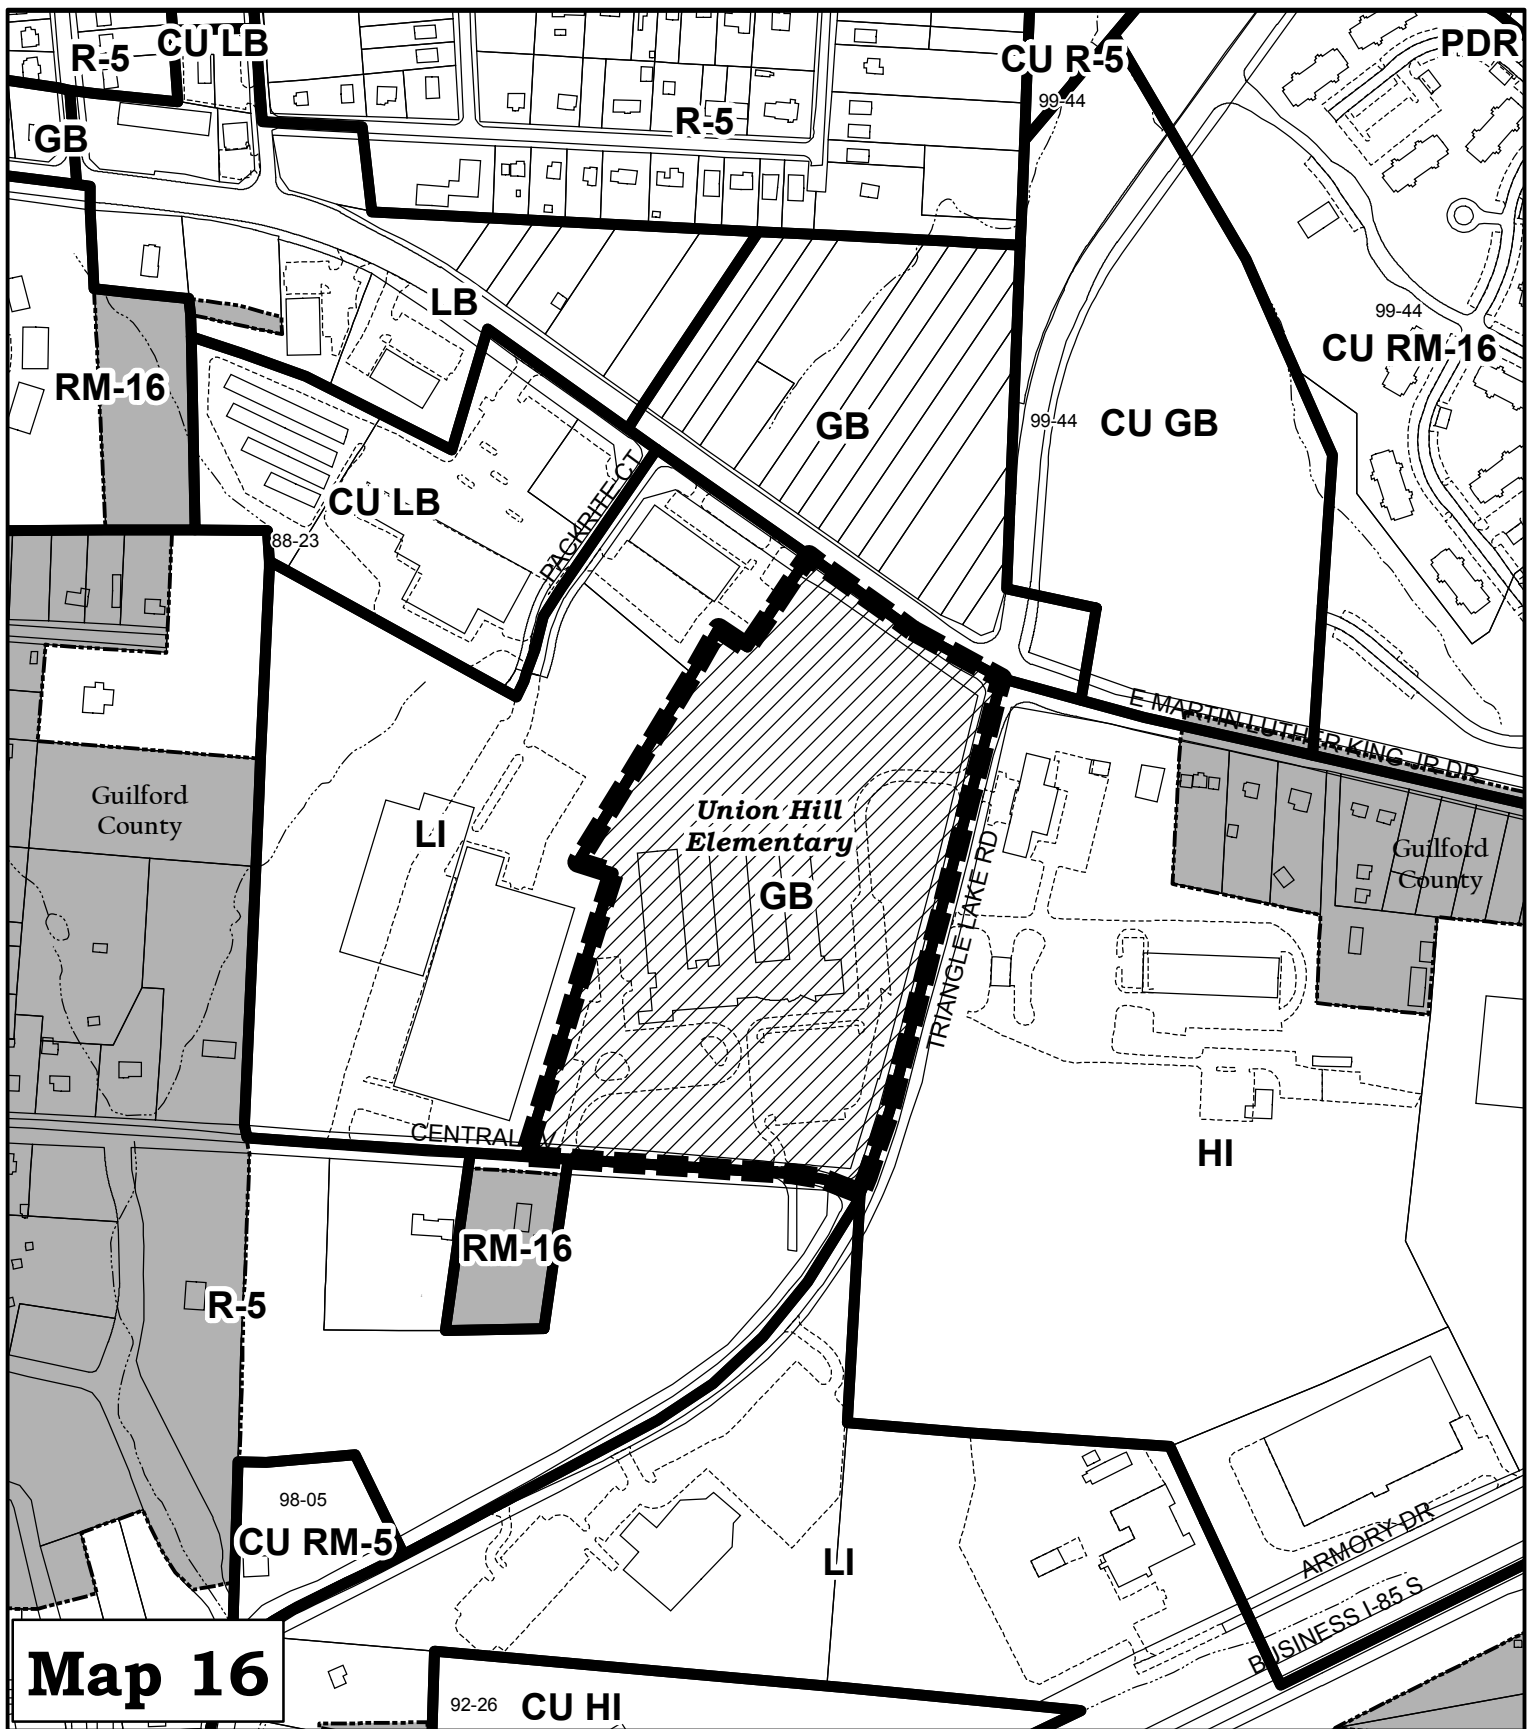 R-5
CU LB
CU R-5
PDR
99-44
R-5
GB
LB
99-44
CU RM-16
RM-16
99-44
CU GB
GB
CU LB
PACKRITE CT
88-23
E MARTIN LUTHER KING JR DR
Guilford
County
LI
Union Hill
Elementary
GB
TRIANGLE LAKE RD
Guilford
County
CENTRAL AV
HI
RM-16
R-5
98-05
CU RM-5
LI
ARMORY DR
BUSINESS I-85 S
Map 16
92-26
CU HI